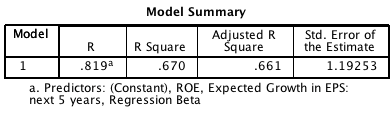 Model Summary
Model R R Square Adjusted R Square Std. Error of the Estimate
1 .819a .670 .661 1.19253
a. Predictors: (Constant), ROE, Expected Growth in EPS:
next 5 years, Regression Beta